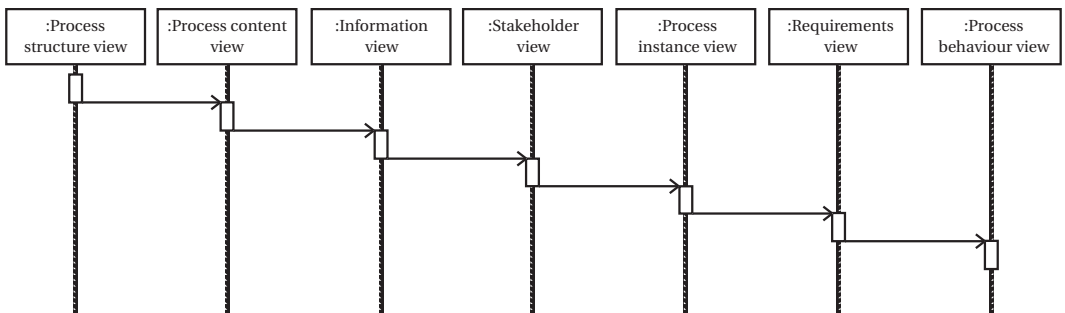 :Process
structure view
:Process content
view
:Information
view
:Stakeholder
view
:Process
instance view
:Requirements
view
:Process
behaviour view